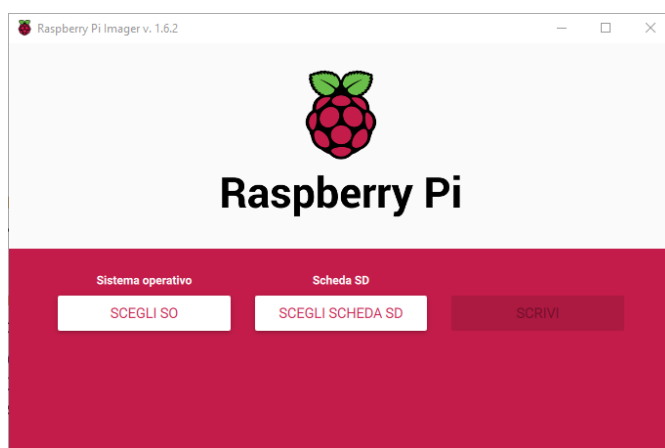 Raspberry Pi Imager v. 1.6.2
Raspberry Pi
Sistema operativo
Scheda SD
SCEGLI SO
SCEGLI SCHEDA SD
SCRIVI